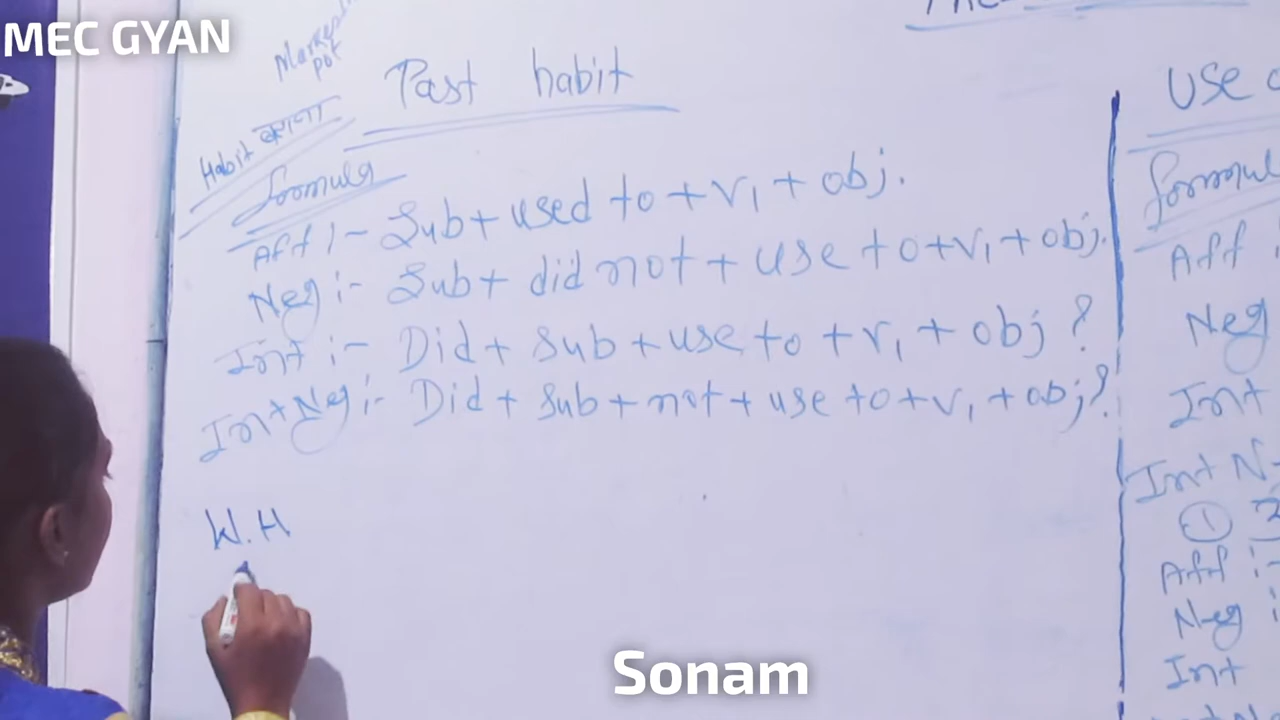 MEC GYAN
Past habit
Habit बनाना
formula
Aff :- Sub + used to + V1 + obj.
Neg :- Sub + did not + use to + V1 + obj.
Int :- Did + Sub + use to + V1 + obj ?
Int Neg :- Did + Sub + not + use to + V1 + obj ?
W.H
Use
formul
Aff
Neg
Int
Int N
①
Aff :-
Neg :
Int
Sonam